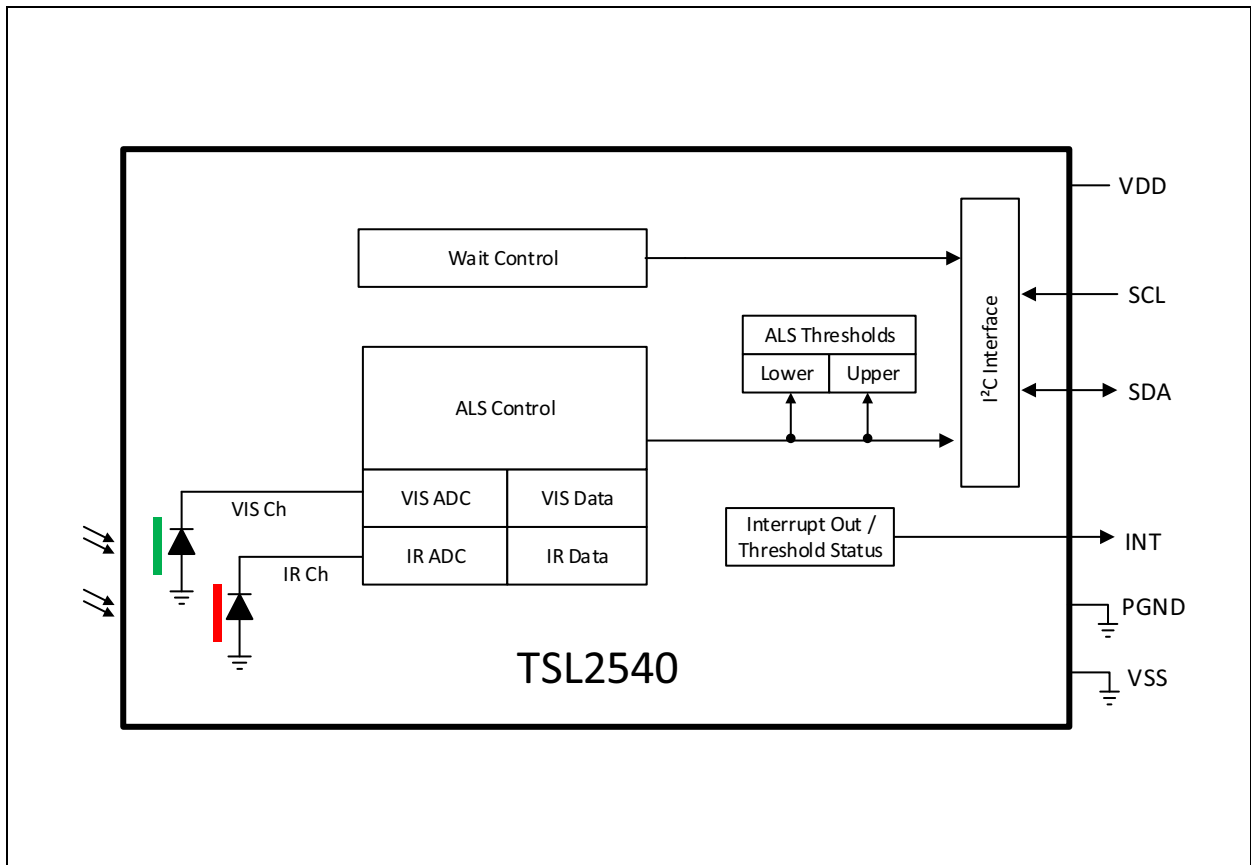 VDD
Wait Control
SCL
I²C Interface
ALS Thresholds
Lower
Upper
SDA
ALS Control
VIS Ch
VIS ADC
VIS Data
Interrupt Out /
Threshold Status
INT
IR Ch
IR ADC
IR Data
PGND
TSL2540
VSS